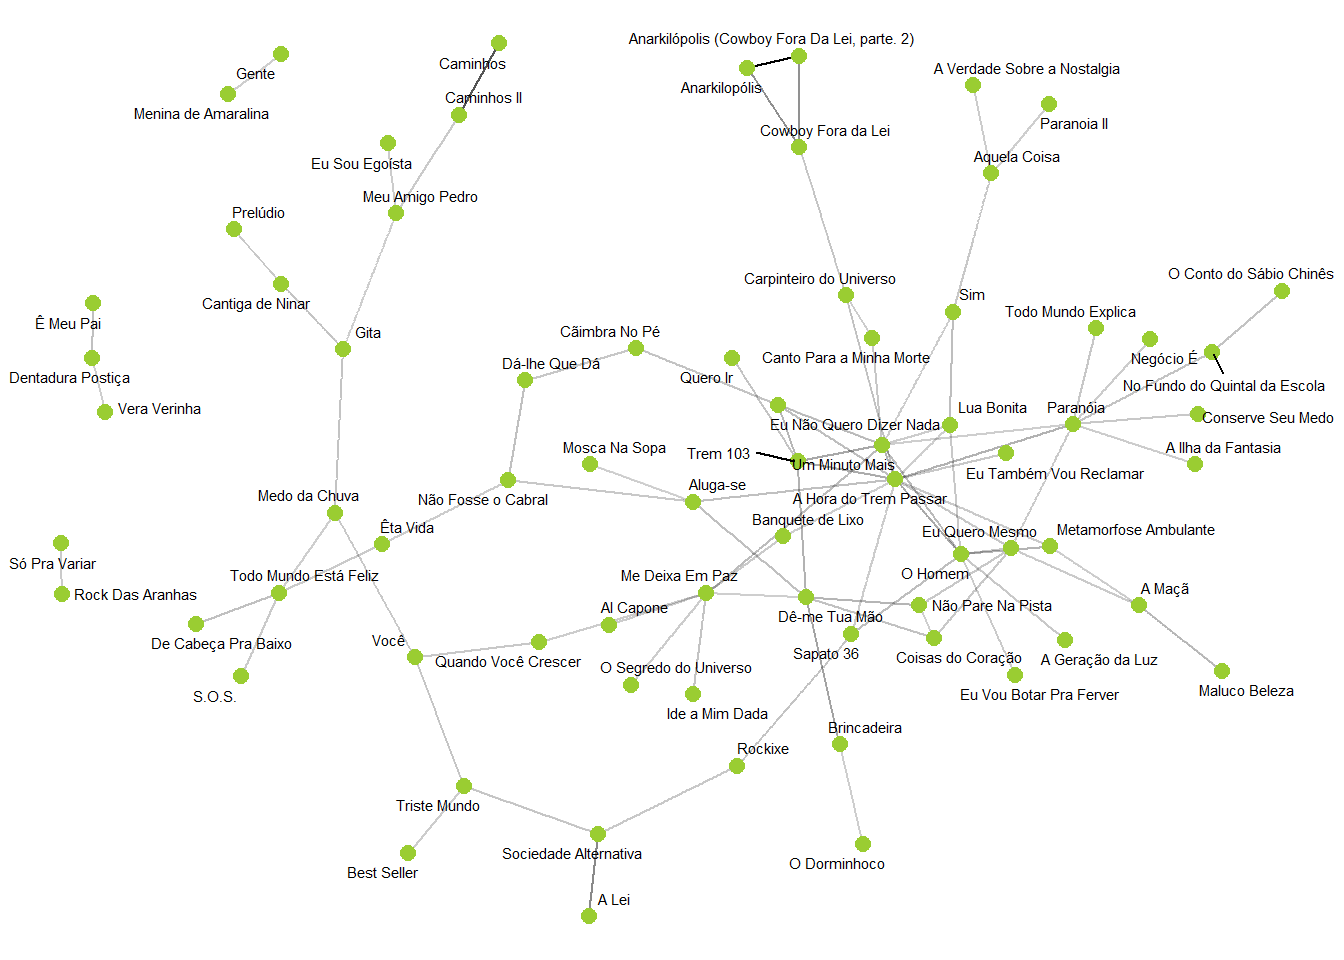 Anarkilópolis (Cowboy Fora Da Lei, parte. 2)
Caminhos
A Verdade Sobre a Nostalgia
Gente
Anarkilopólis
Caminhos II
Menina de Amaralina
Paranoia II
Cowboy Fora da Lei
Aquela Coisa
Eu Sou Egoísta
Meu Amigo Pedro
Prelúdio
O Conto do Sábio Chinês
Carpinteiro do Universo
Sim
Cantiga de Ninar
Todo Mundo Explica
Ê Meu Pai
Gita
Cãimbra No Pé
Canto Para a Minha Morte
Negócio É
Dá-lhe Que Dá
Quero Ir
Dentadura Postiça
No Fundo do Quintal da Escola
Vera Verinha
Lua Bonita
Paranóia
Conserve Seu Medo
Eu Não Quero Dizer Nada
Mosca Na Sopa
A Ilha da Fantasia
Trem 103
Um Minuto Mais
Eu Também Vou Reclamar
Aluga-se
Medo da Chuva
Não Fosse o Cabral
A Hora do Trem Passar
Banquete de Lixo
Êta Vida
Eu Quero Mesmo
Metamorfose Ambulante
Só Pra Variar
Todo Mundo Está Feliz
Me Deixa Em Paz
O Homem
A Maçã
Rock Das Aranhas
Al Capone
Não Pare Na Pista
Dê-me Tua Mão
De Cabeça Pra Baixo
Você
Sapato 36
Coisas do Coração
A Geração da Luz
Quando Você Crescer
O Segredo do Universo
S.O.S.
Eu Vou Botar Pra Ferver
Maluco Beleza
Ide a Mim Dada
Brincadeira
Rockixe
Triste Mundo
Sociedade Alternativa
O Dorminhoco
Best Seller
A Lei